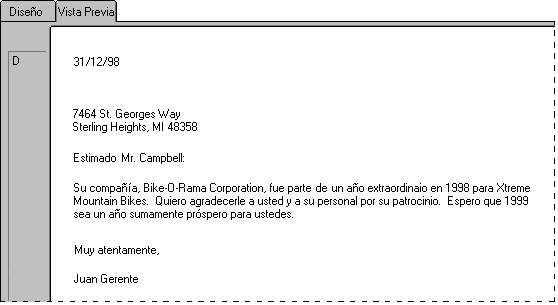 Diseño Vista Previa
D
31/12/98
7464 St. Georges Way
Sterling Heights, MI 48358
Estimado Mr. Campbell:
Su compañía, Bike-O-Rama Corporation, fue parte de un año extraordinaio en 1998 para Xtreme
Mountain Bikes. Quiero agradecerle a usted y a su personal por su patrocinio. Espero que 1999
sea un año sumamente próspero para ustedes.
Muy atentamente,
Juan Gerente